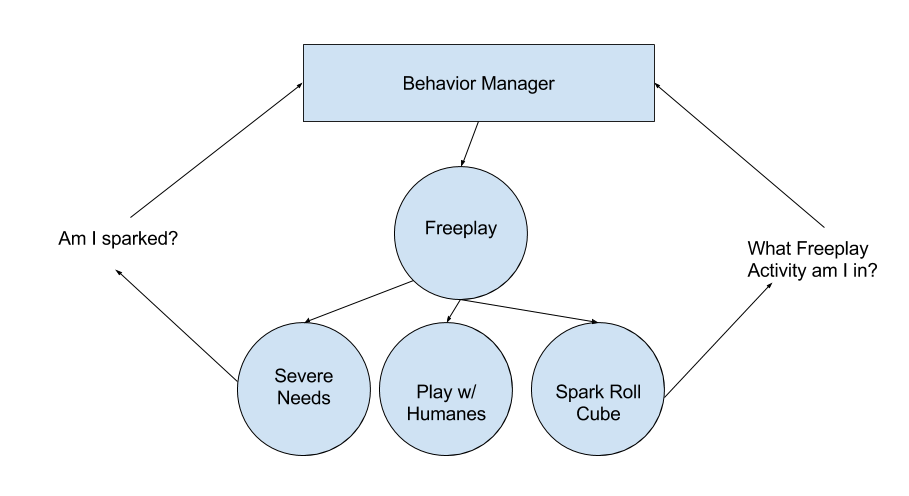 Behavior Manager
Freeplay
Am I sparked?
What Freeplay
Activity am I in?
Severe
Needs
Play w/
Humanes
Spark Roll
Cube